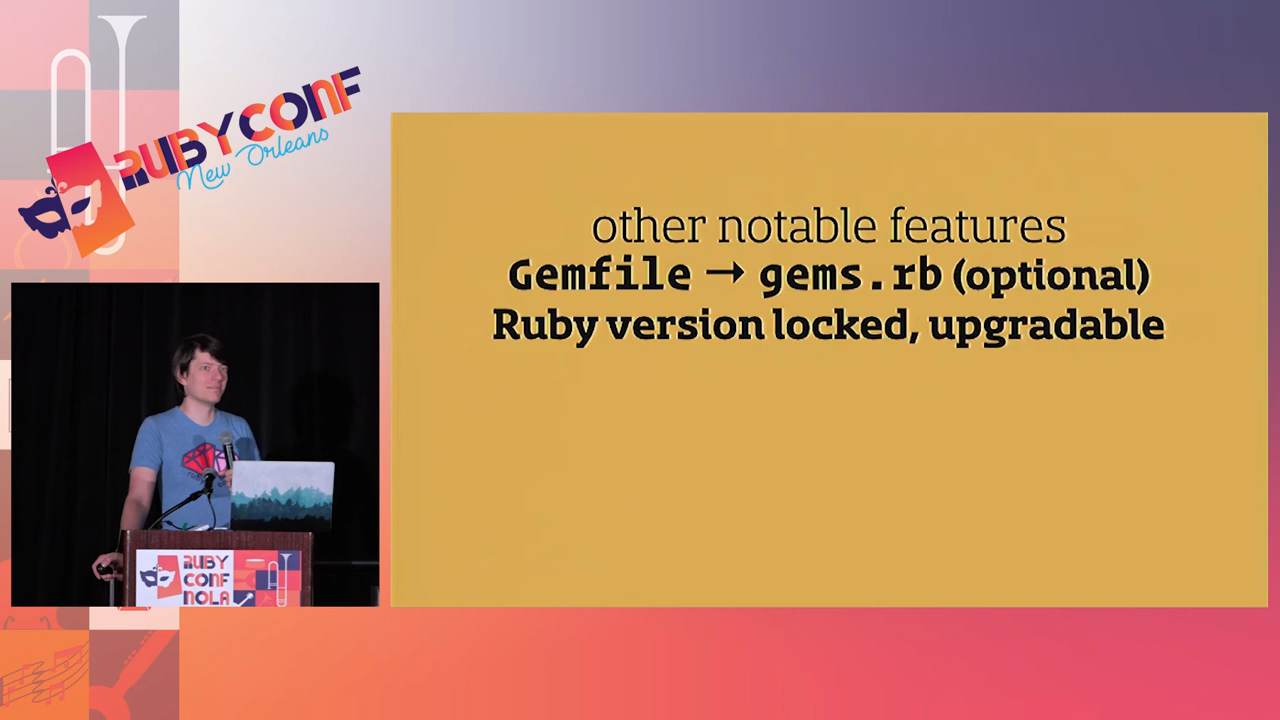 RUBYCONF
New Orleans
other notable features
Gemfile → gems.rb (optional)
Ruby version locked, upgradable
RUBY
CONF
NOLA